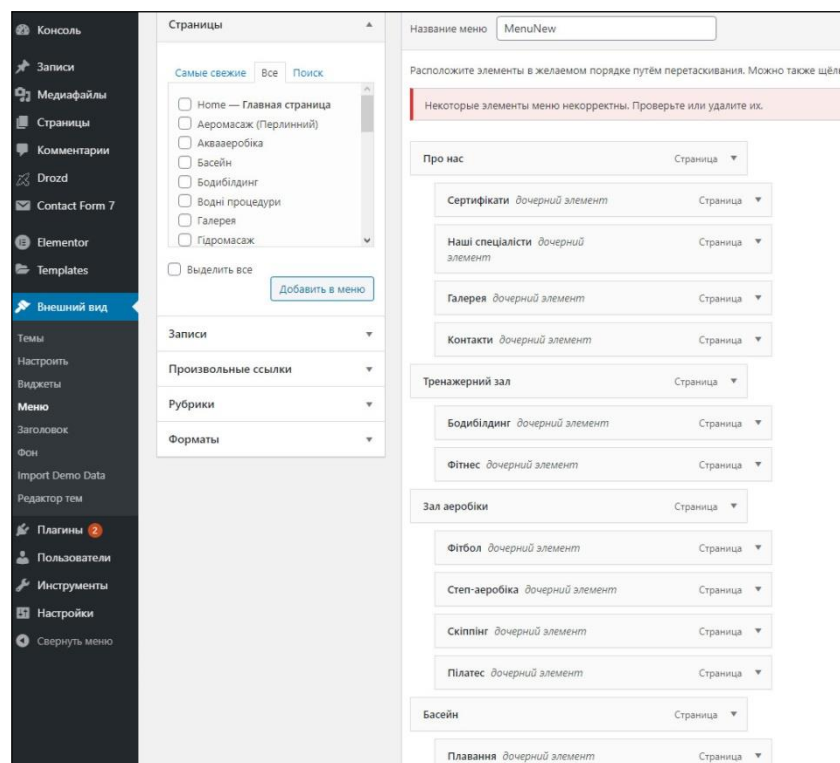 Консоль
Записи
Медиафайлы
Страницы
Комментарии
Drozd
Contact Form 7
Elementor
Templates
Внешний вид
Темы
Настроить
Виджеты
Меню
Заголовок
Фон
Import Demo Data
Редактор тем
Плагины 2
Пользователи
Инструменты
Настройки
Свернуть меню
Страницы
Самые свежие Все Поиск
Home — Главная страница
Аеромасаж (Перлинний)
Аквааеробіка
Басейн
Бодибілдинг
Водні процедури
Галерея
Гідромасаж
Выделить все
Добавить в меню
Записи
Произвольные ссылки
Рубрики
Форматы
Название меню MenuNew
Расположите элементы в желаемом порядке путём перетаскивания. Можно также
Некоторые элементы меню некорректны. Проверьте или удалите их.
Про нас Страница
Сертифікати дочерний элемент Страница
Наші спеціалісти дочерний Страница
элемент
Галерея дочерний элемент Страница
Контакти дочерний элемент Страница
Тренажерний зал Страница
Бодибілдинг дочерний элемент Страница
Фітнес дочерний элемент Страница
Зал аеробіки Страница
Фітбол дочерний элемент Страница
Степ-аеробіка дочерний элемент Страница
Скіппінг дочерний элемент Страница
Пілатес дочерний элемент Страница
Басейн Страница
Плавання дочерний элемент Страница